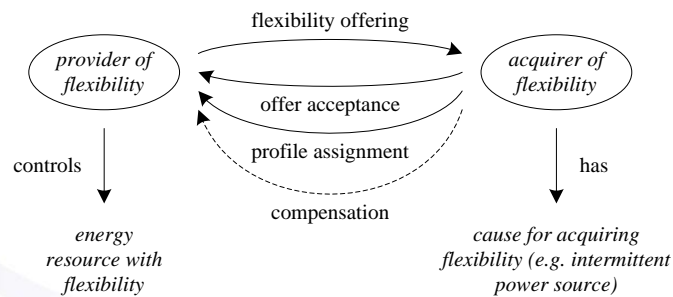 flexibility offering
provider of
flexibility
acquirer of
flexibility
offer acceptance
profile assignment
compensation
controls
has
energy
resource with
flexibility
cause for acquiring
flexibility (e.g. intermittent
power source)